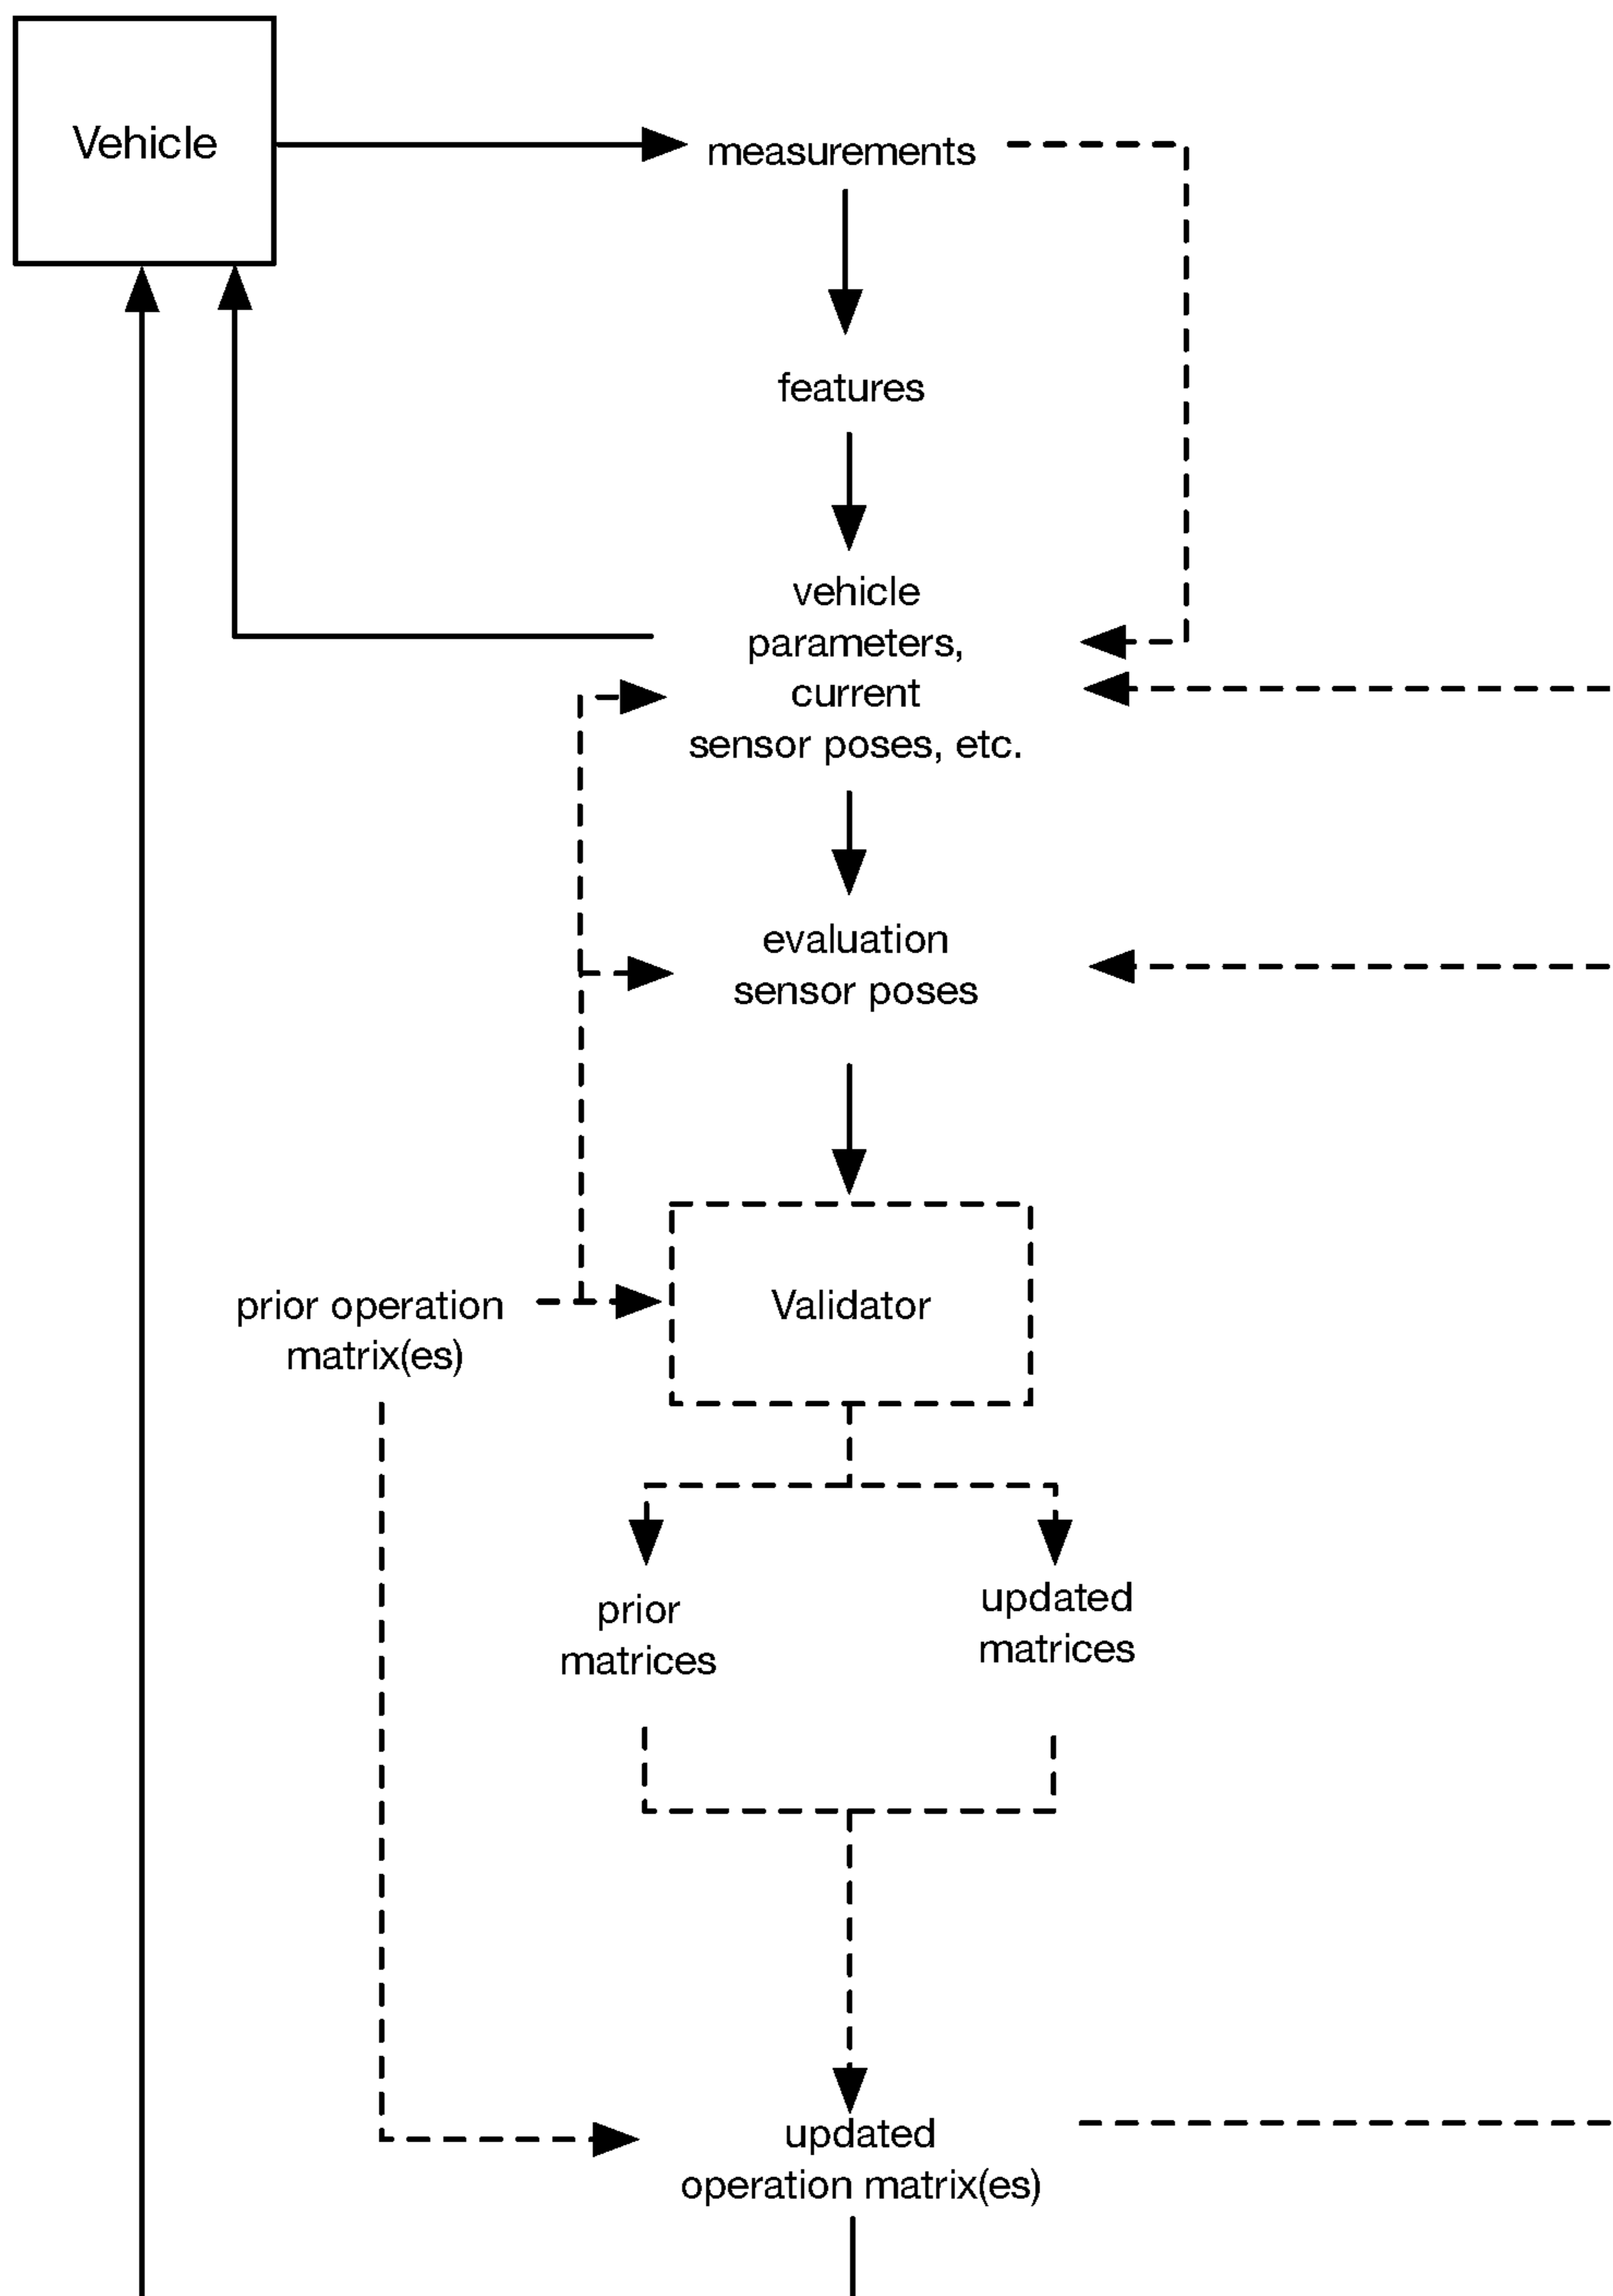 Vehicle
measurements
features
vehicle
parameters,
current
sensor poses, etc.
evaluation
sensor poses
prior operation
matrix(es)
Validator
prior
matrices
updated
matrices
updated
operation matrix(es)